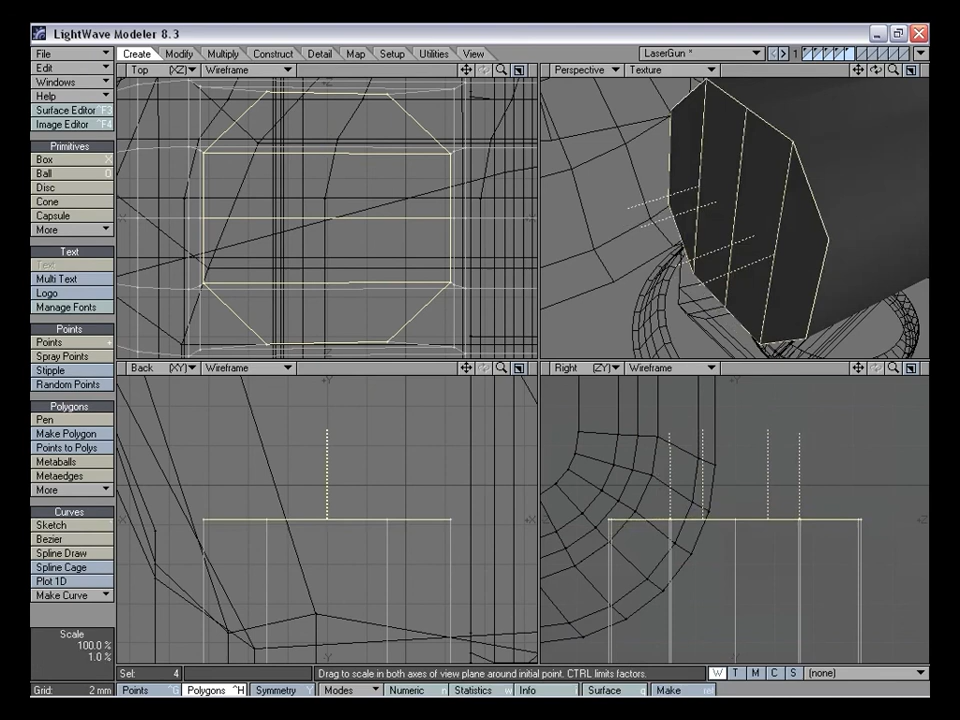 LightWave Modeler 8.3
File
Create Modify Multiply Construct Detail Map Setup Utilities View
LaserGun *
1
Edit
Top (XZ) Wireframe
Perspective Texture
Windows
Help
Surface Editor F3
Image Editor ^F4
Primitives
Box X
Ball O
Disc
Cone
Capsule
More
Text
Text
Multi Text
Logo
Manage Fonts
Points
Points +
Spray Points
Stipple
Random Points
Back (XY) Wireframe
Right (ZY) Wireframe
Polygons
Pen
Make Polygon
Points to Polys
Metaballs
Metaedges
More
Curves
Sketch
Bezier
Spline Draw
Spline Cage
Plot 1D
Make Curve
Scale
100.0 %
1.0 %
Sel: 4
Drag to scale in both axes of view plane around initial point. CTRL limits factors.
W T M C S (none)
Grid: 2 mm
Points ^G Polygons ^H Symmetry Y Modes Numeric n Statistics w Info i Surface q Make